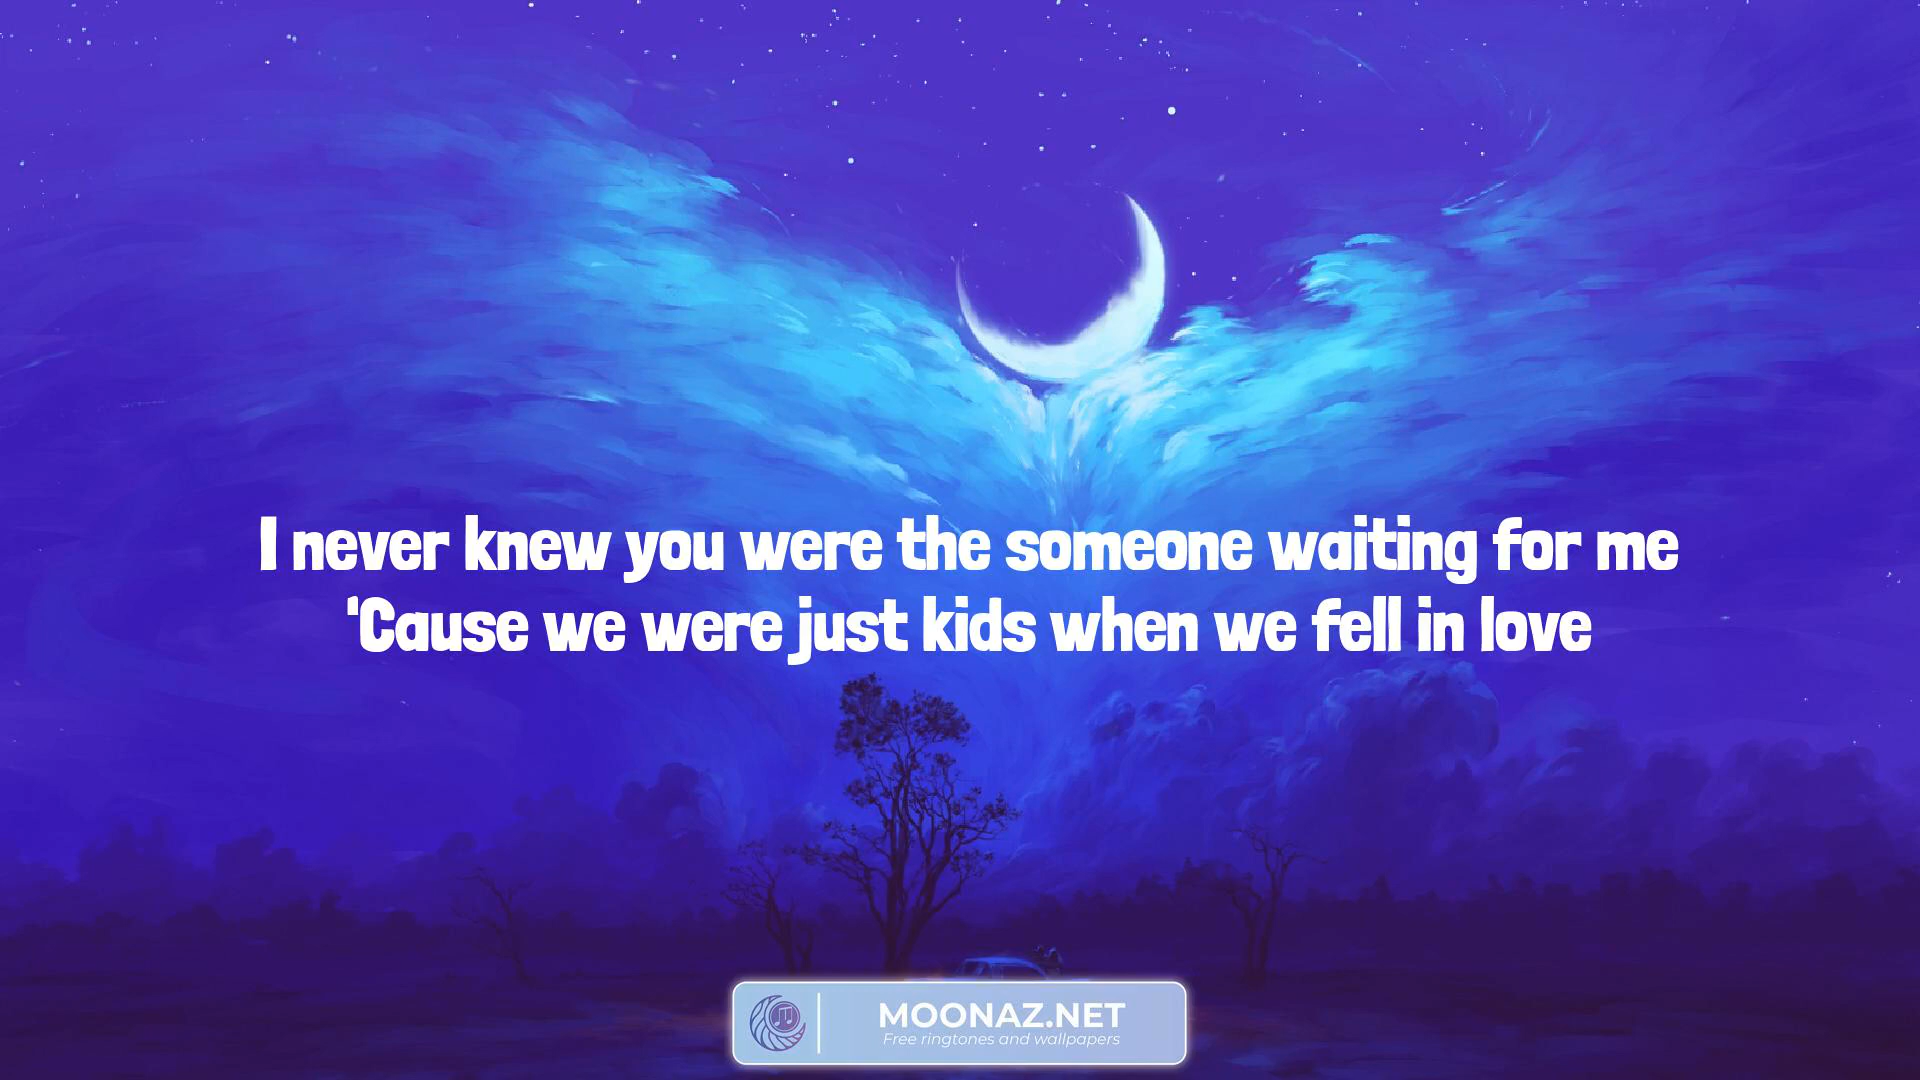 I never knew you were the someone waiting for me
'Cause we were just kids when we fell in love
MOONAZ.NET
Free ringtones and wallpapers